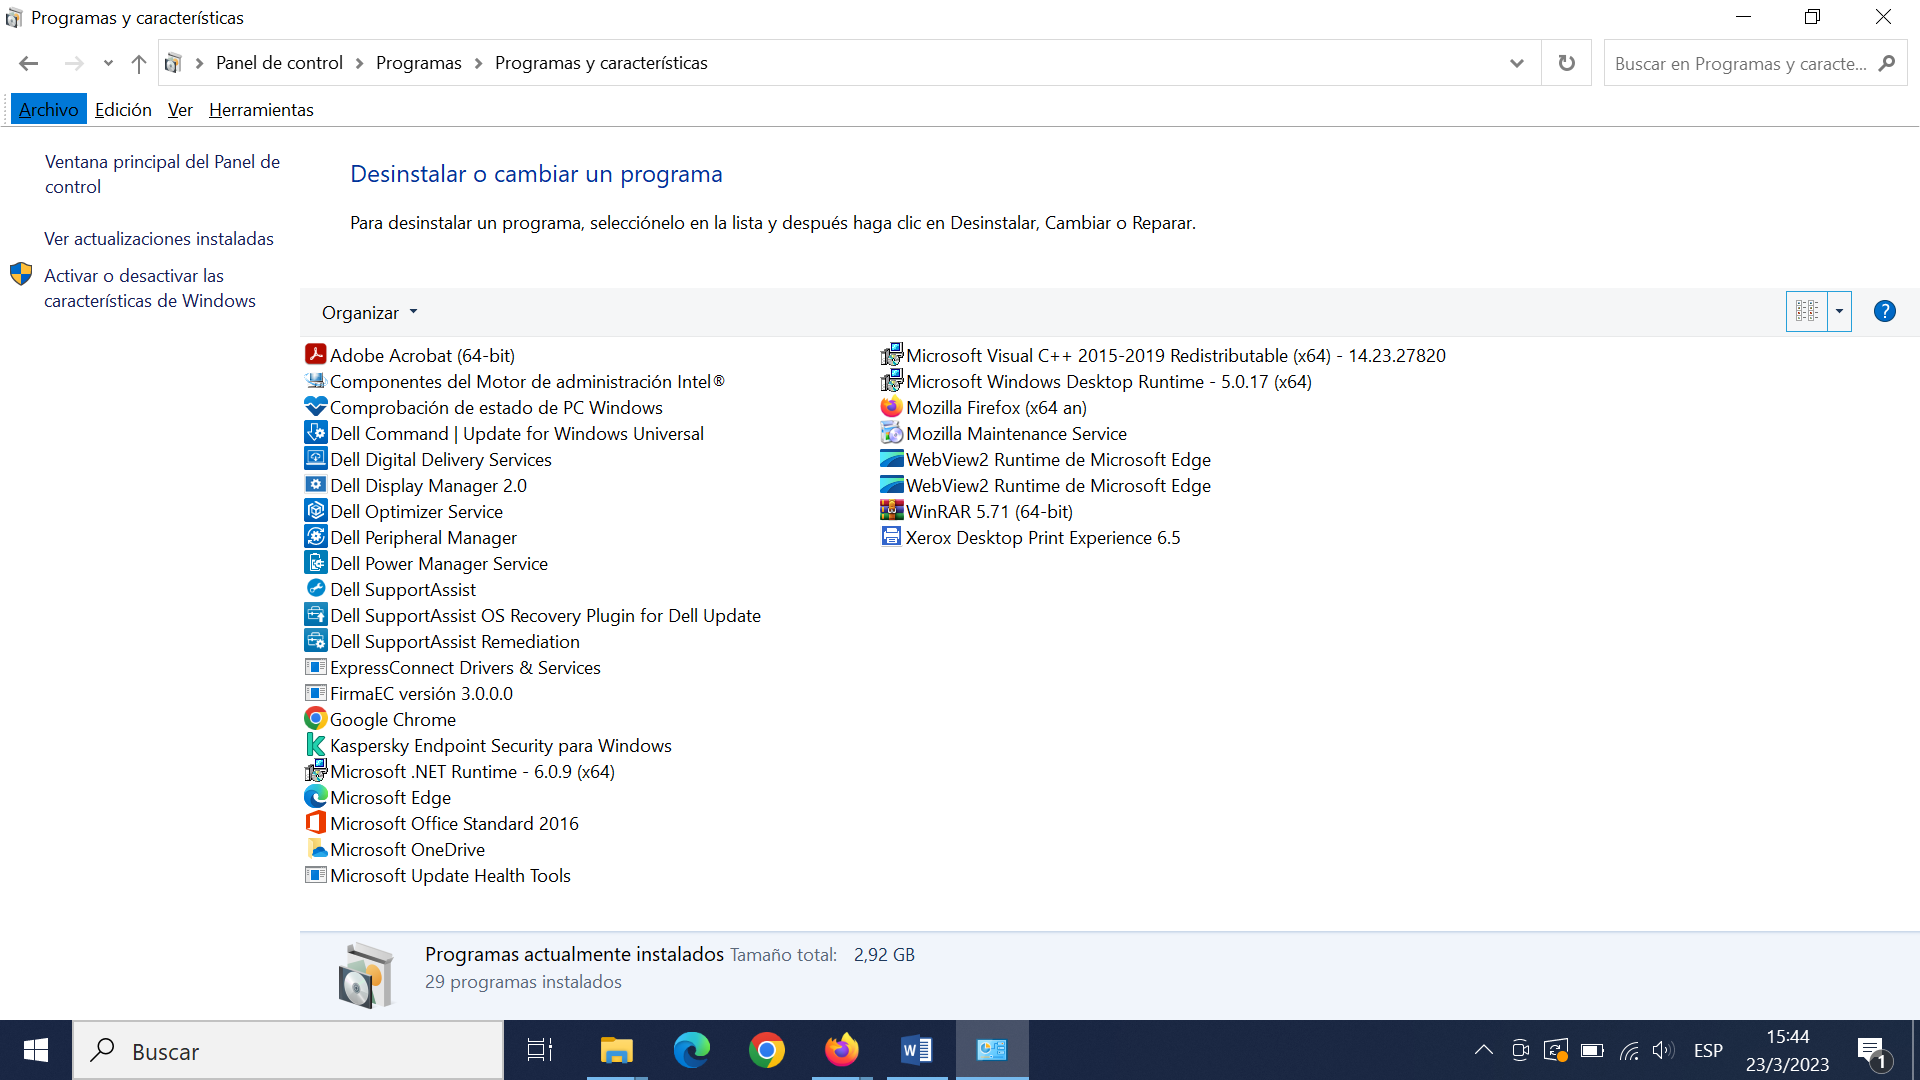 Programas y características
Panel de control
Programas
Programas y características
Buscar en Programas y caracte...
Archivo
Edición
Ver
Herramientas
Ventana principal del Panel de
control
Ver actualizaciones instaladas
Activar o desactivar las
características de Windows
Desinstalar o cambiar un programa
Para desinstalar un programa, selecciónelo en la lista y después haga clic en Desinstalar, Cambiar o Reparar.
Organizar
?
Adobe Acrobat (64-bit)
Componentes del Motor de administración Intel®
Comprobación de estado de PC Windows
Dell Command | Update for Windows Universal
Dell Digital Delivery Services
Dell Display Manager 2.0
Dell Optimizer Service
Dell Peripheral Manager
Dell Power Manager Service
Dell SupportAssist
Dell SupportAssist OS Recovery Plugin for Dell Update
Dell SupportAssist Remediation
ExpressConnect Drivers & Services
FirmaEC versión 3.0.0.0
Google Chrome
Kaspersky Endpoint Security para Windows
Microsoft .NET Runtime - 6.0.9 (x64)
Microsoft Edge
Microsoft Office Standard 2016
Microsoft OneDrive
Microsoft Update Health Tools
Microsoft Visual C++ 2015-2019 Redistributable (x64) - 14.23.27820
Microsoft Windows Desktop Runtime - 5.0.17 (x64)
Mozilla Firefox (x64 an)
Mozilla Maintenance Service
WebView2 Runtime de Microsoft Edge
WebView2 Runtime de Microsoft Edge
WinRAR 5.71 (64-bit)
Xerox Desktop Print Experience 6.5
Programas actualmente instalados Tamaño total: 2,92 GB
29 programas instalados
Buscar
ESP
15:44
23/3/2023
1